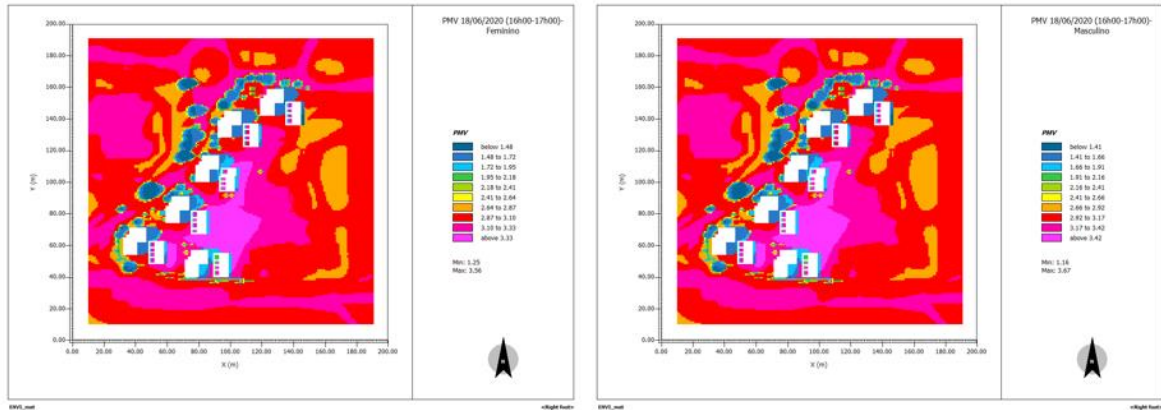 PMV 18/06/2020 (16h00-17h00)-
Feminino
200.00
180.00
160.00
140.00
120.00
100.00
80.00
60.00
40.00
20.00
0.00
Y (m)
0.00 20.00 40.00 60.00 80.00 100.00 120.00 140.00 160.00 180.00 200.00
X (m)
PMV
below 1.48
1.48 to 1.72
1.72 to 1.95
1.95 to 2.18
2.18 to 2.41
2.41 to 2.64
2.64 to 2.87
2.87 to 3.10
3.10 to 3.33
above 3.33
Min: 1.25
Max: 3.56
N
ENVI_met
<Right foot>
PMV 18/06/2020 (16h00-17h00)-
Masculino
200.00
180.00
160.00
140.00
120.00
100.00
80.00
60.00
40.00
20.00
0.00
Y (m)
0.00 20.00 40.00 60.00 80.00 100.00 120.00 140.00 160.00 180.00 200.00
X (m)
PMV
below 1.41
1.41 to 1.66
1.66 to 1.91
1.91 to 2.16
2.16 to 2.41
2.41 to 2.66
2.66 to 2.92
2.92 to 3.17
3.17 to 3.42
above 3.42
Min: 1.16
Max: 3.67
N
ENVI_met
<Right foot>